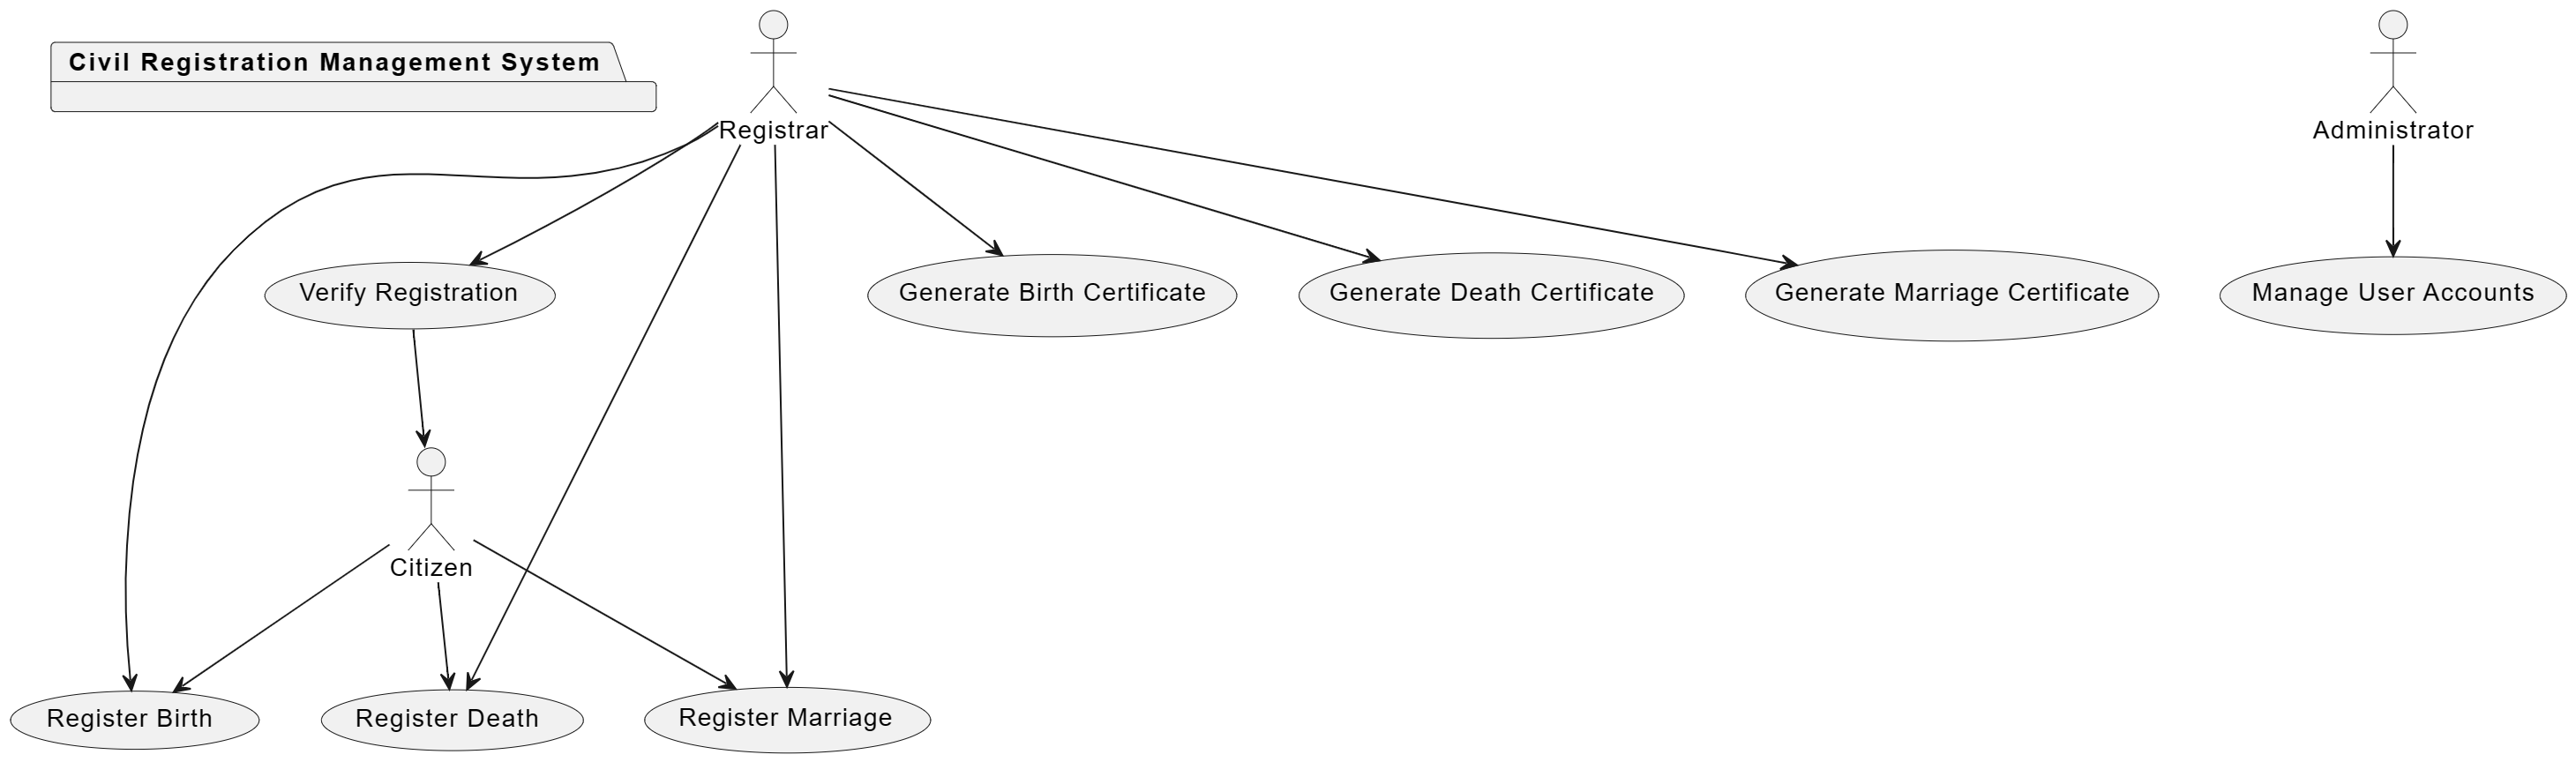 Civil Registration Management System
Registrar
Administrator
Verify Registration
Generate Birth Certificate
Generate Death Certificate
Generate Marriage Certificate
Manage User Accounts
Citizen
Register Birth
Register Death
Register Marriage